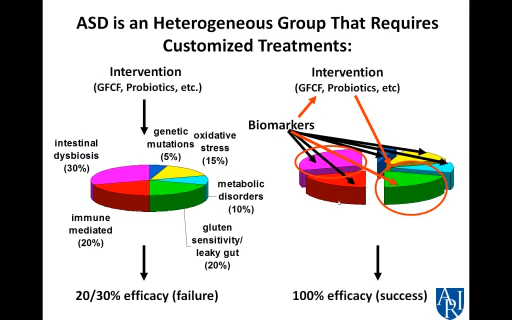 ASD is an Heterogeneous Group That Requires
Customized Treatments:
Intervention
(GFCF, Probiotics, etc.)
genetic
mutations
(5%)
oxidative
stress
(15%)
intestinal
dysbiosis
(30%)
metabolic
disorders
(10%)
immune
mediated
(20%)
gluten
sensitivity/
leaky gut
(20%)
20/30% efficacy (failure)
Intervention
(GFCF, Probiotics, etc)
Biomarkers
100% efficacy (success)